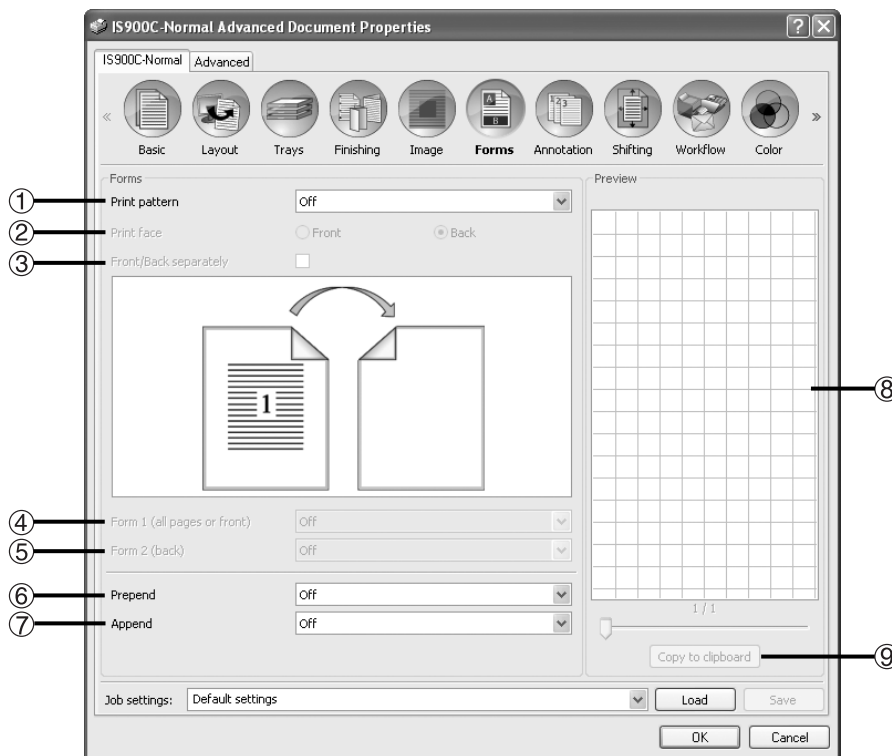 IS900C-Normal Advanced Document Properties
IS900C-Normal Advanced
Basic Layout Trays Finishing Image Forms Annotation Shifting Workflow Color
A
B
1 2 3
Forms
Preview
① Print pattern Off
② Print face Front Back
③ Front/Back separately
1
⑧
④ Form 1 (all pages or front) Off
⑤ Form 2 (back) Off
⑥ Prepend Off
1 / 1
⑦ Append Off
Copy to clipboard ⑨
Job settings: Default settings Load Save
OK Cancel